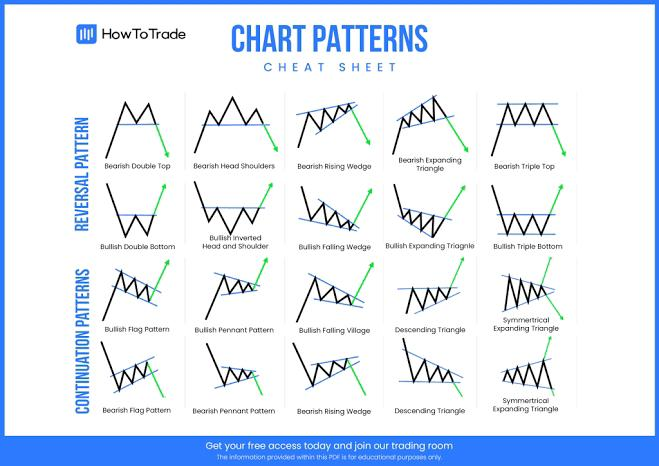 HowToTrade
CHART PATTERNS
CHEAT SHEET
REVERSAL PATTERN
Bearish Double Top
Bearish Head Shoulders
Bearish Rising Wedge
Bearish Expanding
Triangle
Bearish Triple Top
Bullish Double Bottom
Bullish Inverted
Head and Shoulder
Bullish Falling Wedge
Bullish Expanding Triagnle
Bullish Triple Bottom
CONTINUATION PATTERNS
Bullish Flag Pattern
Bullish Pennant Pattern
Bullish Falling Village
Descending Triangle
Symmertrical
Expanding Triangle
Bearish Flag Pattern
Bearish Pennant Pattern
Bearish Rising Wedge
Descending Triangle
Symmertrical
Expanding Triangle
Get your free access today and join our trading room
The information provided within this PDF is for educational purposes only.